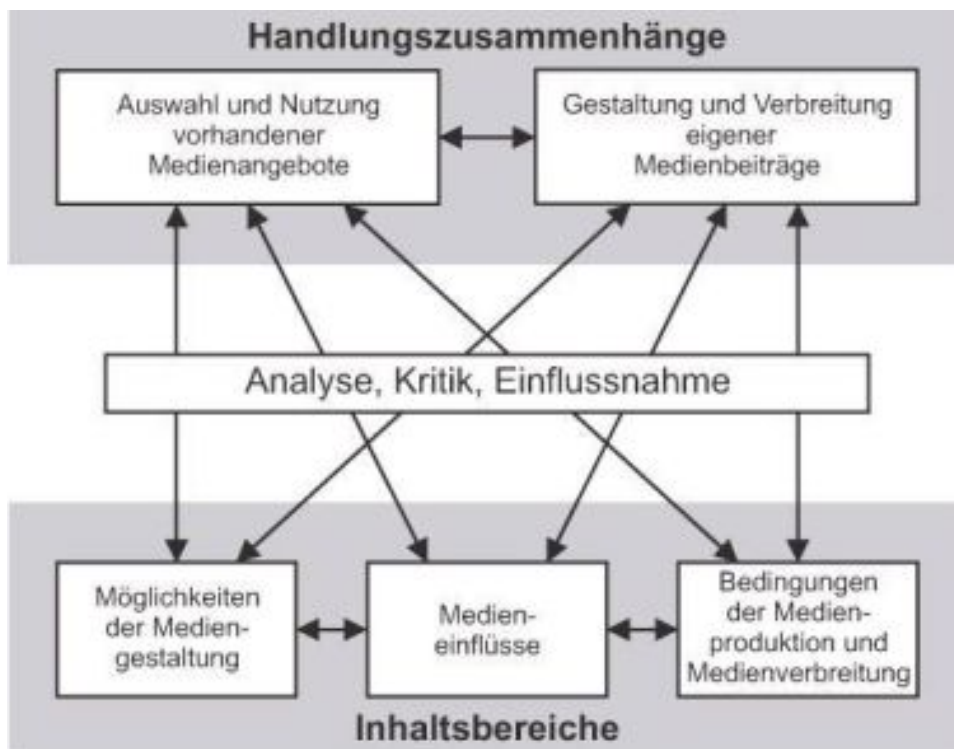 Handlungszusammenhänge
Auswahl und Nutzung
vorhandener
Medienangebote
Gestaltung und Verbreitung
eigener
Medienbeiträge
Analyse, Kritik, Einflussnahme
Möglichkeiten
der Medien-
gestaltung
Medien-
einflüsse
Bedingungen
der Medien-
produktion und
Medienverbreitung
Inhaltsbereiche